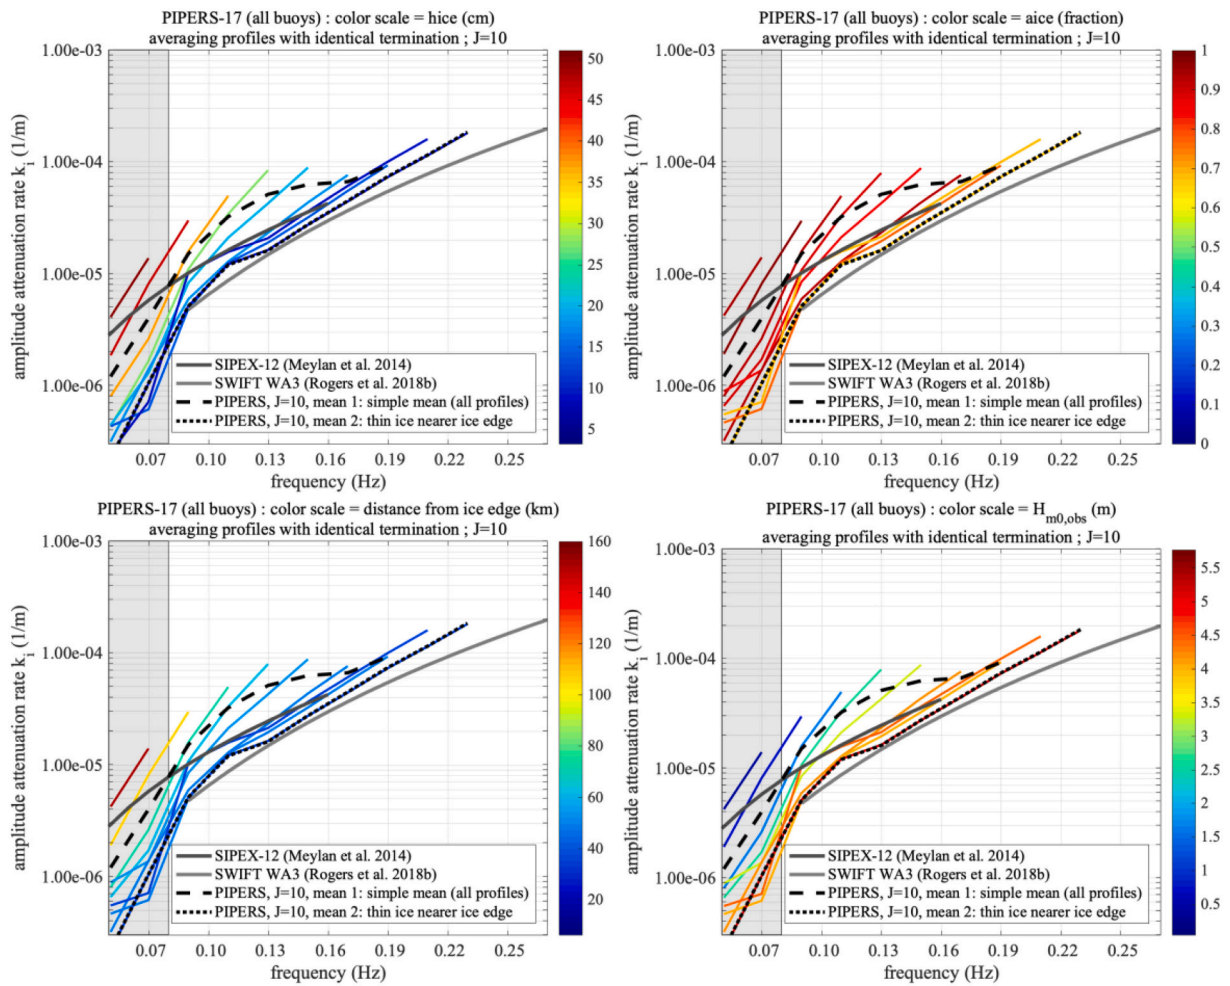 PIPERS-17 (all buoys) : color scale = hice (cm)
averaging profiles with identical termination ; J=10
1.00e-03
1.00e-04
1.00e-05
1.00e-06
amplitude attenuation rate k_i (1/m)
SIPEX-12 (Meylan et al. 2014)
SWIFT WA3 (Rogers et al. 2018b)
PIPERS, J=10, mean 1: simple mean (all profiles)
PIPERS, J=10, mean 2: thin ice nearer ice edge
0.07 0.10 0.13 0.16 0.19 0.22 0.25
frequency (Hz)
50
45
40
35
30
25
20
15
10
5
PIPERS-17 (all buoys) : color scale = aice (fraction)
averaging profiles with identical termination ; J=10
1.00e-03
1.00e-04
1.00e-05
1.00e-06
amplitude attenuation rate k_i (1/m)
SIPEX-12 (Meylan et al. 2014)
SWIFT WA3 (Rogers et al. 2018b)
PIPERS, J=10, mean 1: simple mean (all profiles)
PIPERS, J=10, mean 2: thin ice nearer ice edge
0.07 0.10 0.13 0.16 0.19 0.22 0.25
frequency (Hz)
1
0.9
0.8
0.7
0.6
0.5
0.4
0.3
0.2
0.1
0
PIPERS-17 (all buoys) : color scale = distance from ice edge (km)
averaging profiles with identical termination ; J=10
1.00e-03
1.00e-04
1.00e-05
1.00e-06
amplitude attenuation rate k_i (1/m)
SIPEX-12 (Meylan et al. 2014)
SWIFT WA3 (Rogers et al. 2018b)
PIPERS, J=10, mean 1: simple mean (all profiles)
PIPERS, J=10, mean 2: thin ice nearer ice edge
0.07 0.10 0.13 0.16 0.19 0.22 0.25
frequency (Hz)
160
140
120
100
80
60
40
20
PIPERS-17 (all buoys) : color scale = H_m0,obs (m)
averaging profiles with identical termination ; J=10
1.00e-03
1.00e-04
1.00e-05
1.00e-06
amplitude attenuation rate k_i (1/m)
SIPEX-12 (Meylan et al. 2014)
SWIFT WA3 (Rogers et al. 2018b)
PIPERS, J=10, mean 1: simple mean (all profiles)
PIPERS, J=10, mean 2: thin ice nearer ice edge
0.07 0.10 0.13 0.16 0.19 0.22 0.25
frequency (Hz)
5.5
5
4.5
4
3.5
3
2.5
2
1.5
1
0.5